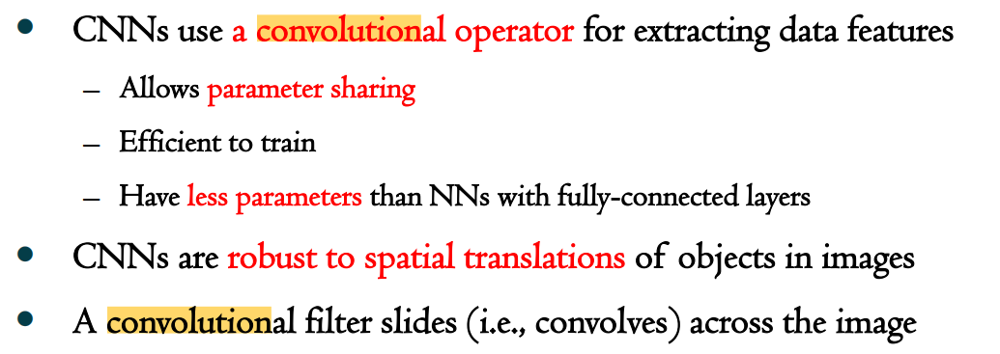 • CNNs use a convolutional operator for extracting data features
– Allows parameter sharing
– Efficient to train
– Have less parameters than NNs with fully-connected layers
• CNNs are robust to spatial translations of objects in images
• A convolutional filter slides (i.e., convolves) across the image